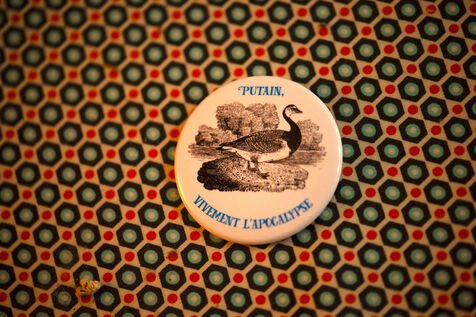 PUTAIN,
VIVEMENT L'APOCALYPSE